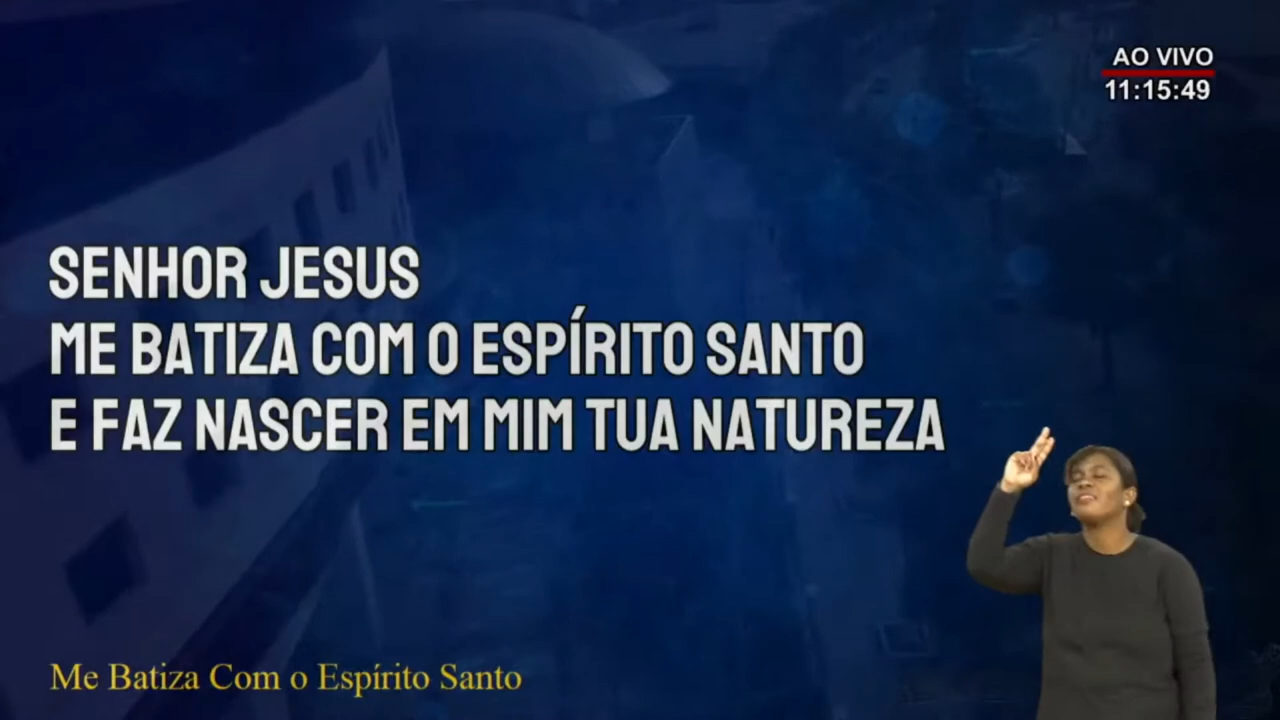 AO VIVO
11:15:49
SENHOR JESUS
ME BATIZA COM O ESPÍRITO SANTO
E FAZ NASCER EM MIM TUA NATUREZA
Me Batiza Com o Espírito Santo